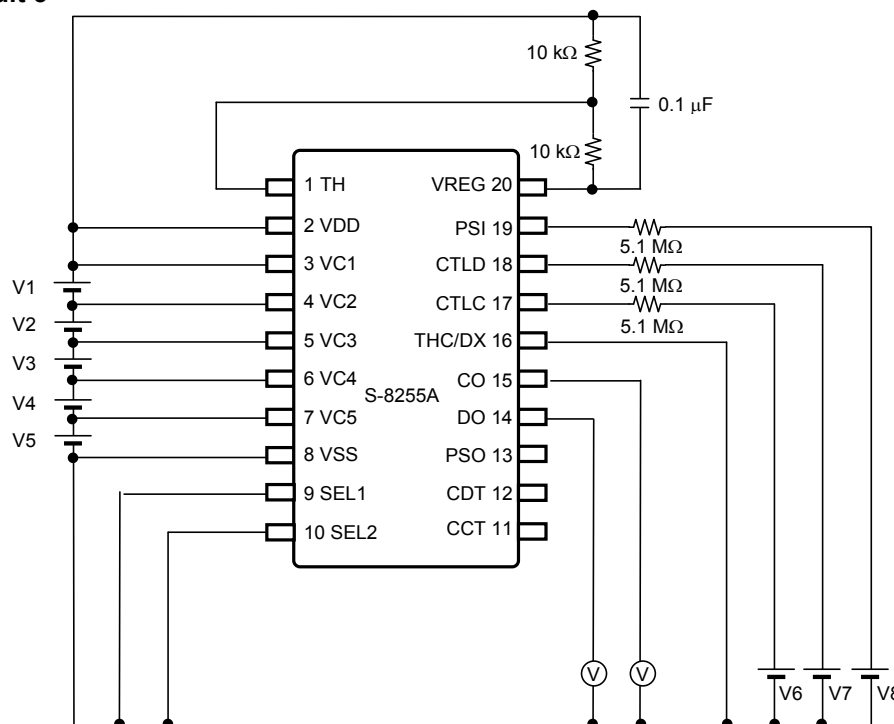 10 kΩ
0.1 μF
10 kΩ
1 TH
VREG 20
2 VDD
PSI 19
5.1 MΩ
3 VC1
CTLD 18
5.1 MΩ
V1
4 VC2
CTLC 17
5.1 MΩ
V2
5 VC3
THC/DX 16
V3
6 VC4
CO 15
S-8255A
V4
7 VC5
DO 14
V5
8 VSS
PSO 13
9 SEL1
CDT 12
10 SEL2
CCT 11
V
V
V6
V7
V8